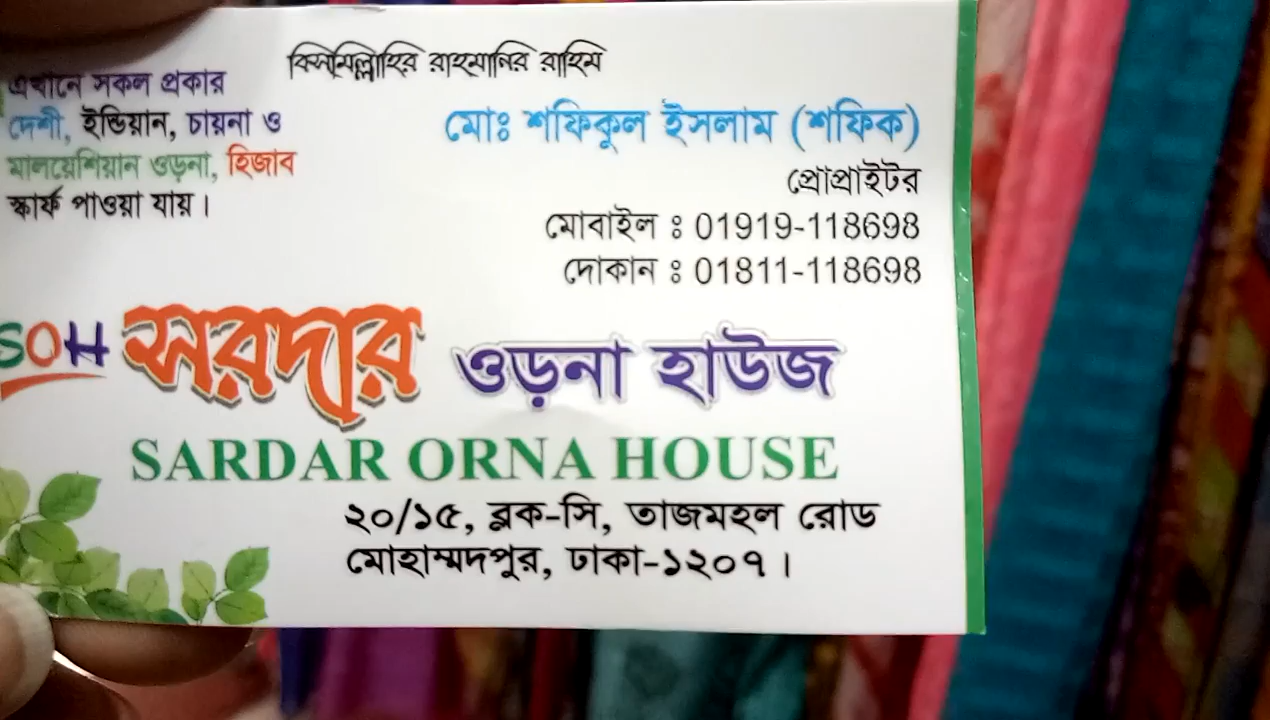 বিসমিল্লাহির রাহমানির রাহিম
এখানে সকল প্রকার
দেশী, ইন্ডিয়ান, চায়না ও
মালয়েশিয়ান ওড়না, হিজাব
স্কার্ফ পাওয়া যায়।
মোঃ শফিকুল ইসলাম (শফিক)
প্রোপ্রাইটর
মোবাইল : 01919-118698
দোকান : 01811-118698
SOH সরদার ওড়না হাউজ
SARDAR ORNA HOUSE
২০/১৫, ব্লক-সি, তাজমহল রোড
মোহাম্মদপুর, ঢাকা-১২০৭।